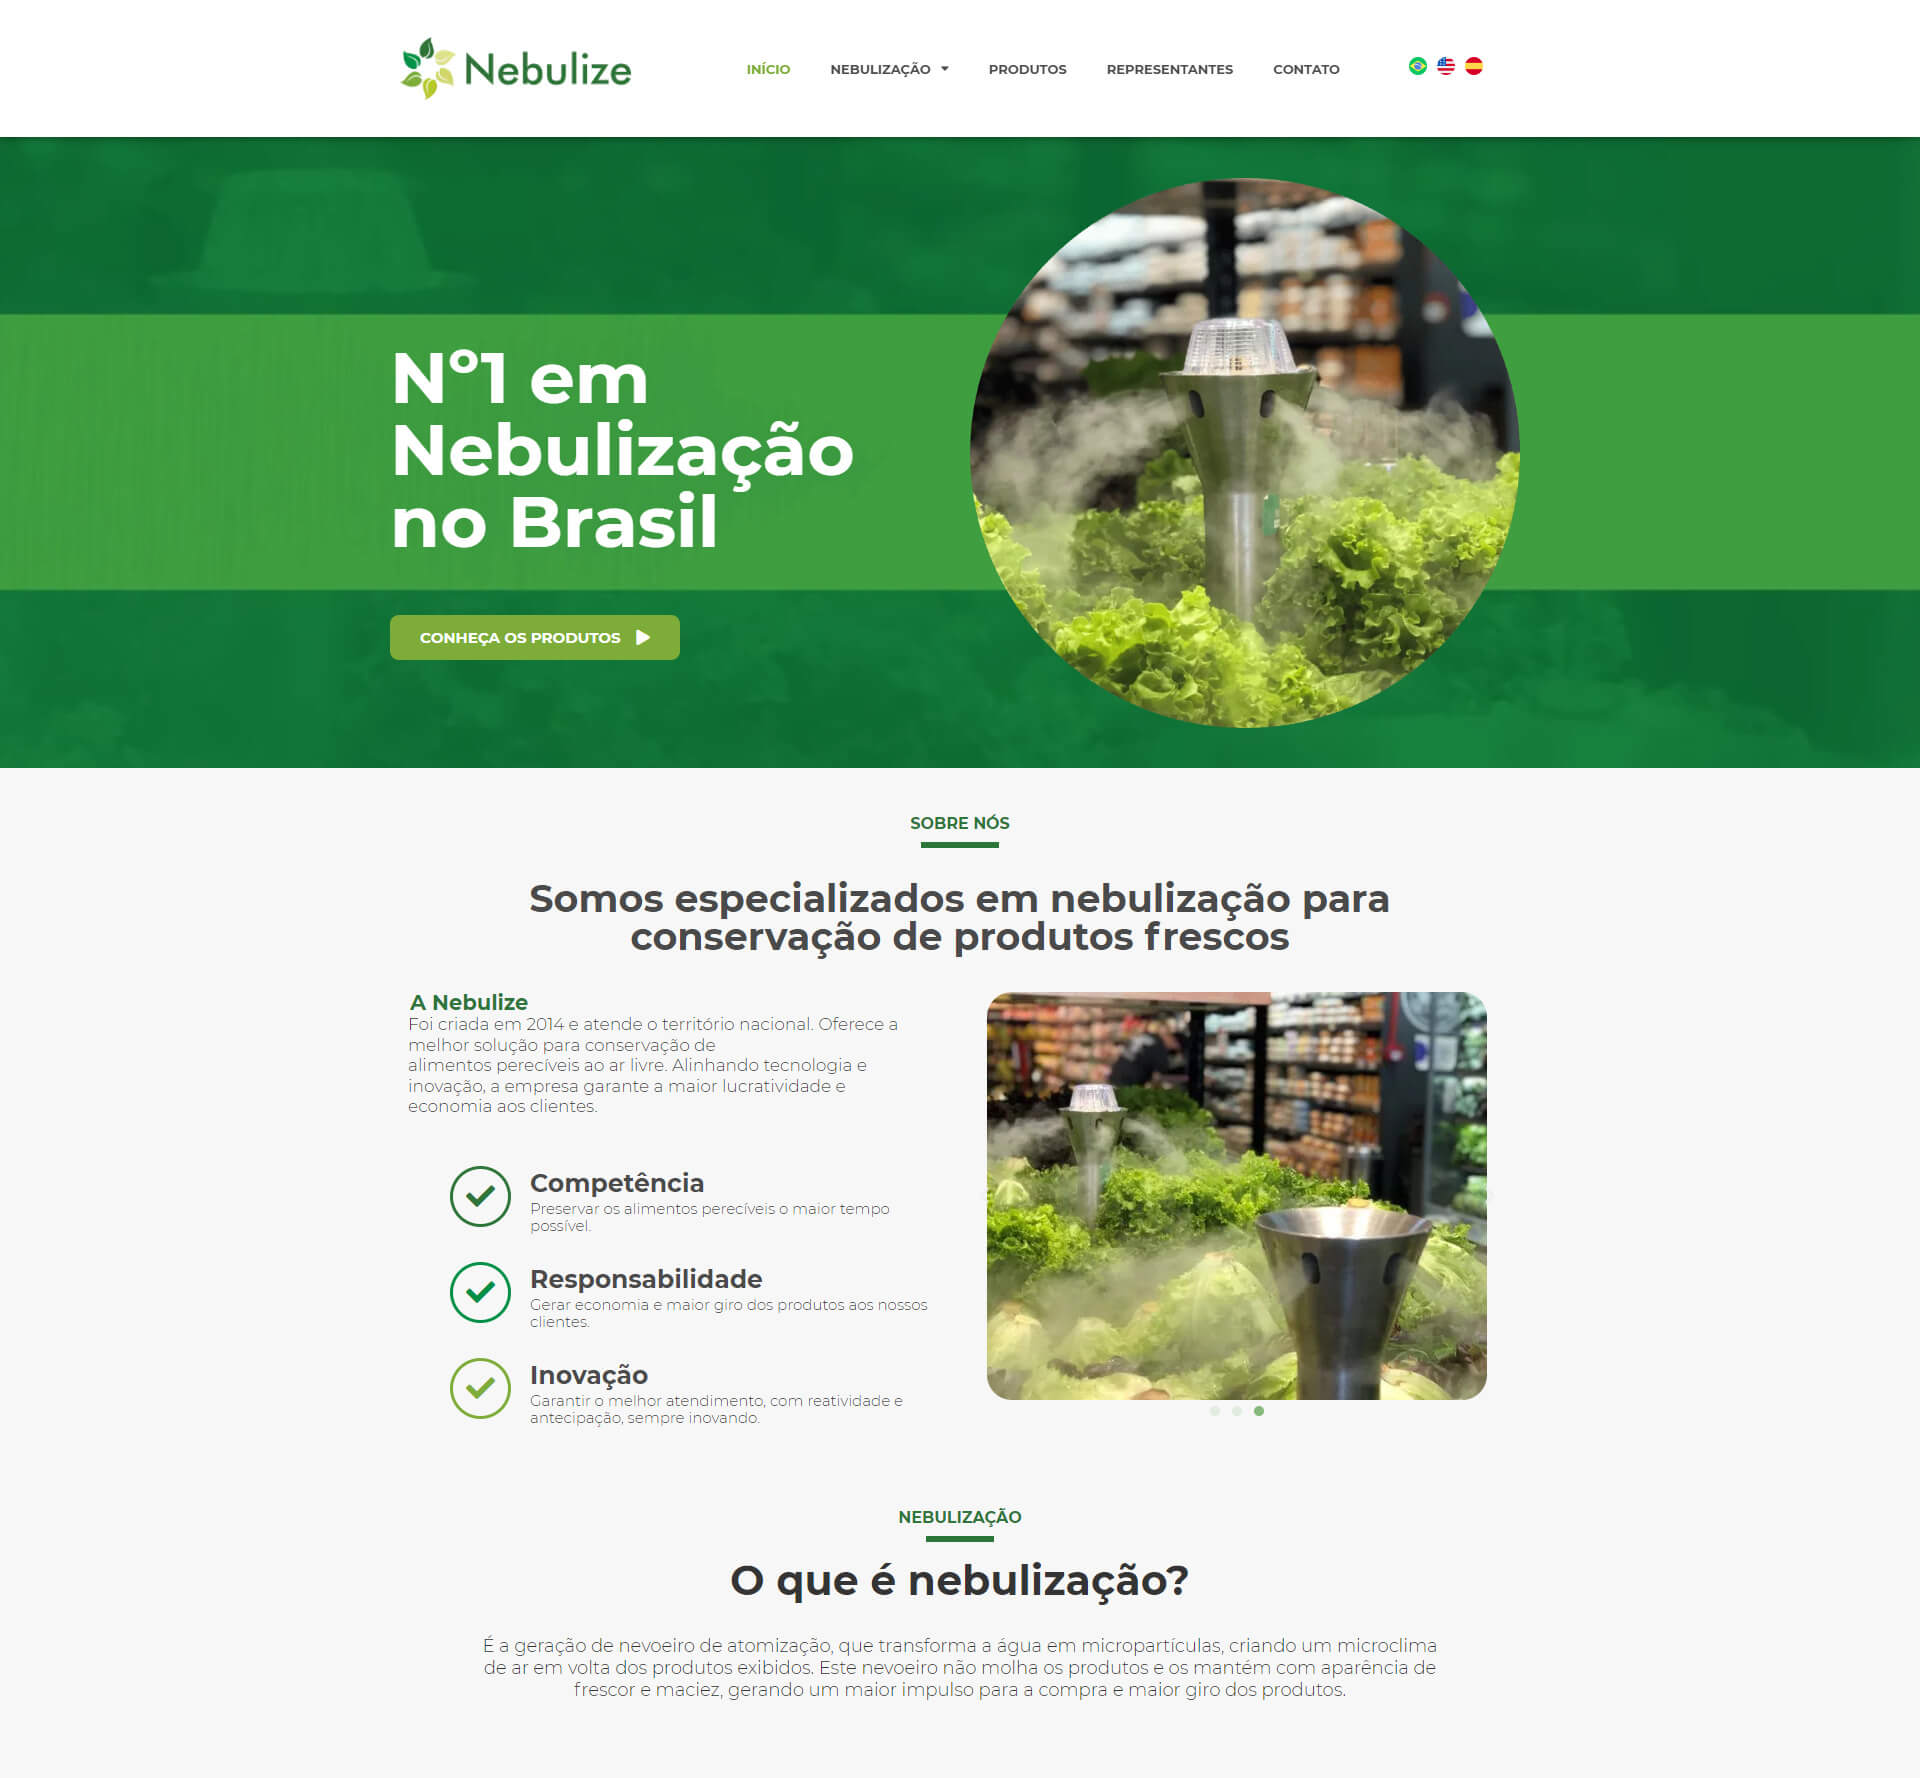 Nebulize
INÍCIO
NEBULIZAÇÃO
PRODUTOS
REPRESENTANTES
CONTATO
Nº1 em
Nebulização
no Brasil
CONHEÇA OS PRODUTOS
SOBRE NÓS
Somos especializados em nebulização para
conservação de produtos frescos
A Nebulize
Foi criada em 2014 e atende o território nacional. Oferece a
melhor solução para conservação de
alimentos perecíveis ao ar livre. Alinhando tecnologia e
inovação, a empresa garante a maior lucratividade e
economia aos clientes.
Competência
Preservar os alimentos perecíveis o maior tempo
possível.
Responsabilidade
Gerar economia e maior giro dos produtos aos nossos
clientes.
Inovação
Garantir o melhor atendimento, com reatividade e
antecipação, sempre inovando.
NEBULIZAÇÃO
O que é nebulização?
É a geração de nevoeiro de atomização, que transforma a água em micropartículas, criando um microclima
de ar em volta dos produtos exibidos. Este nevoeiro não molha os produtos e os mantém com aparência de
frescor e maciez, gerando um maior impulso para a compra e maior giro dos produtos.